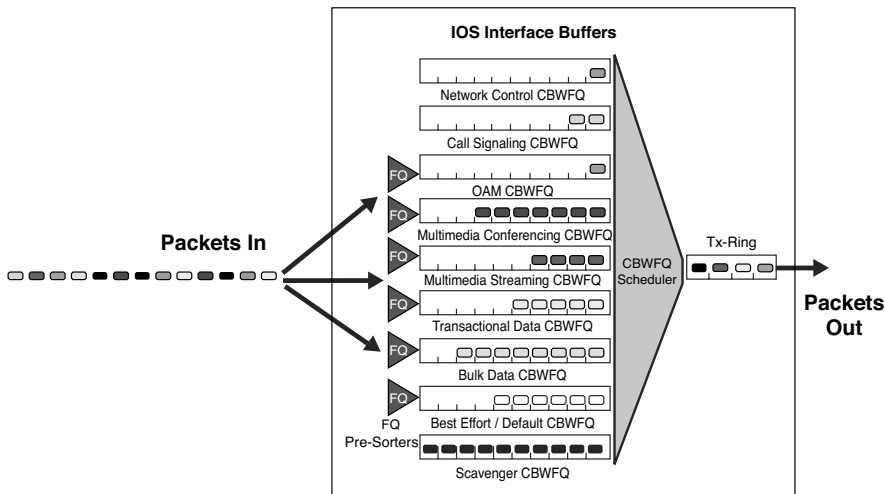 IOS Interface Buffers
Network Control CBWFQ
Call Signaling CBWFQ
FQ
OAM CBWFQ
FQ
Multimedia Conferencing CBWFQ
Packets In
FQ
Multimedia Streaming CBWFQ
CBWFQ
Scheduler
Tx-Ring
Packets
Out
FQ
Transactional Data CBWFQ
FQ
Bulk Data CBWFQ
FQ
Best Effort / Default CBWFQ
FQ
Pre-Sorters
Scavenger CBWFQ